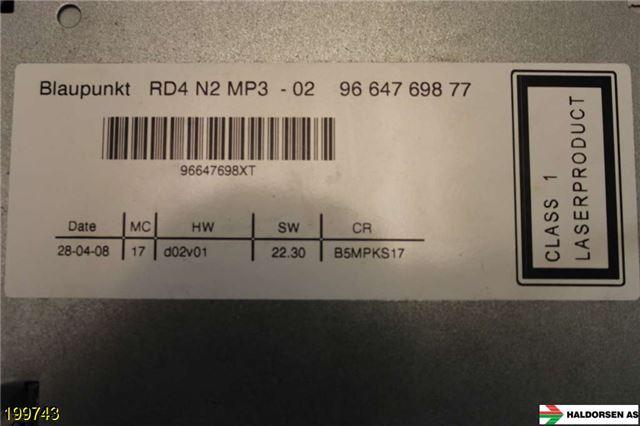 Blaupunkt RD4 N2 MP3 - 02 96 647 698 77
96647698XT
Date MC HW SW CR
28-04-08 17 d02v01 22.30 B5MPKS17
CLASS 1
LASERPRODUCT
199743
HALDORSEN AS